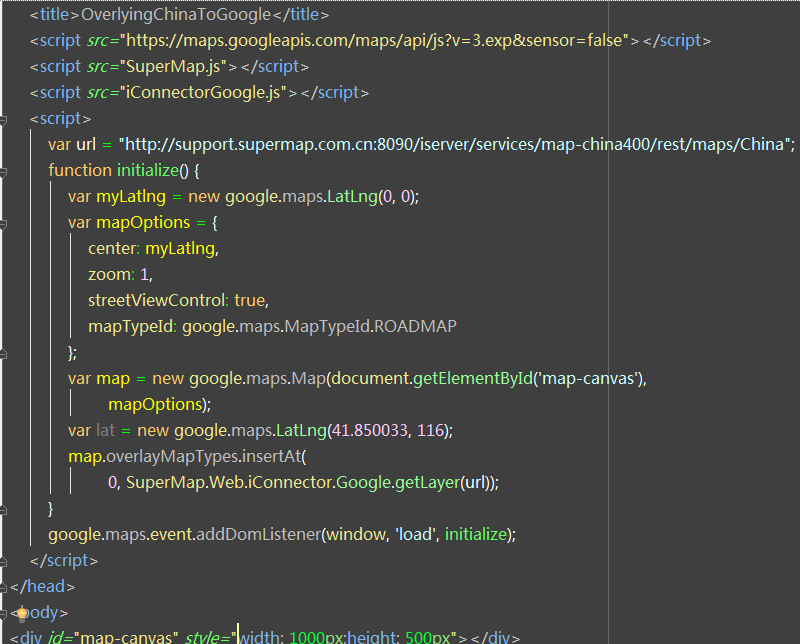 <title>OverlyingChinaToGoogle</title>
<script src="https://maps.googleapis.com/maps/api/js?v=3.exp&sensor=false"></script>
<script src="SuperMap.js"></script>
<script src="iConnectorGoogle.js"></script>
<script>
var url = "http://support.supermap.com.cn:8090/iserver/services/map-china400/rest/maps/China";
function initialize() {
var myLatlng = new google.maps.LatLng(0, 0);
var mapOptions = {
center: myLatlng,
zoom: 1,
streetViewControl: true,
mapTypeId: google.maps.MapTypeId.ROADMAP
};
var map = new google.maps.Map(document.getElementById('map-canvas'),
mapOptions);
var lat = new google.maps.LatLng(41.850033, 116);
map.overlayMapTypes.insertAt(
0, SuperMap.Web.iConnector.Google.getLayer(url));
}
google.maps.event.addDomListener(window, 'load', initialize);
</script>
</head>
<body>
<div id="map-canvas" style="width: 1000px;height: 500px"></div>